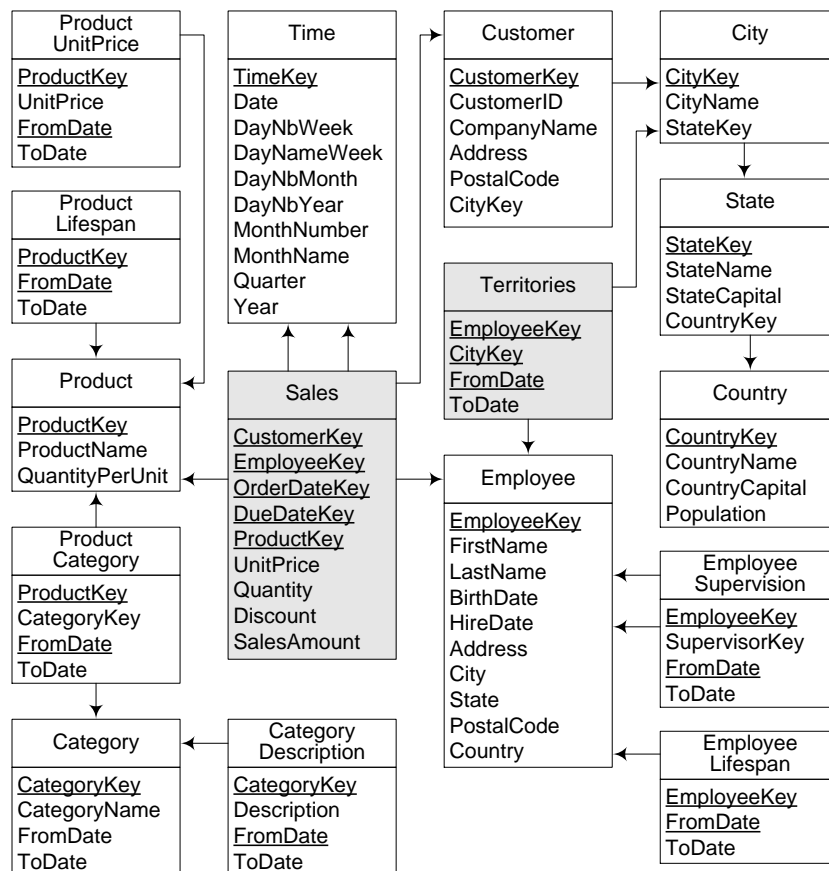 Product
UnitPrice
ProductKey
UnitPrice
FromDate
ToDate
Product
Lifespan
ProductKey
FromDate
ToDate
Product
ProductKey
ProductName
QuantityPerUnit
Product
Category
ProductKey
CategoryKey
FromDate
ToDate
Category
CategoryKey
CategoryName
FromDate
ToDate
Time
TimeKey
Date
DayNbWeek
DayNameWeek
DayNbMonth
DayNbYear
MonthNumber
MonthName
Quarter
Year
Sales
CustomerKey
EmployeeKey
OrderDateKey
DueDateKey
ProductKey
UnitPrice
Quantity
Discount
SalesAmount
Category
Description
CategoryKey
Description
FromDate
ToDate
Customer
CustomerKey
CustomerID
CompanyName
Address
PostalCode
CityKey
Territories
EmployeeKey
CityKey
FromDate
ToDate
Employee
EmployeeKey
FirstName
LastName
BirthDate
HireDate
Address
City
State
PostalCode
Country
City
CityKey
CityName
StateKey
State
StateKey
StateName
StateCapital
CountryKey
Country
CountryKey
CountryName
CountryCapital
Population
Employee
Supervision
EmployeeKey
SupervisorKey
FromDate
ToDate
Employee
Lifespan
EmployeeKey
FromDate
ToDate